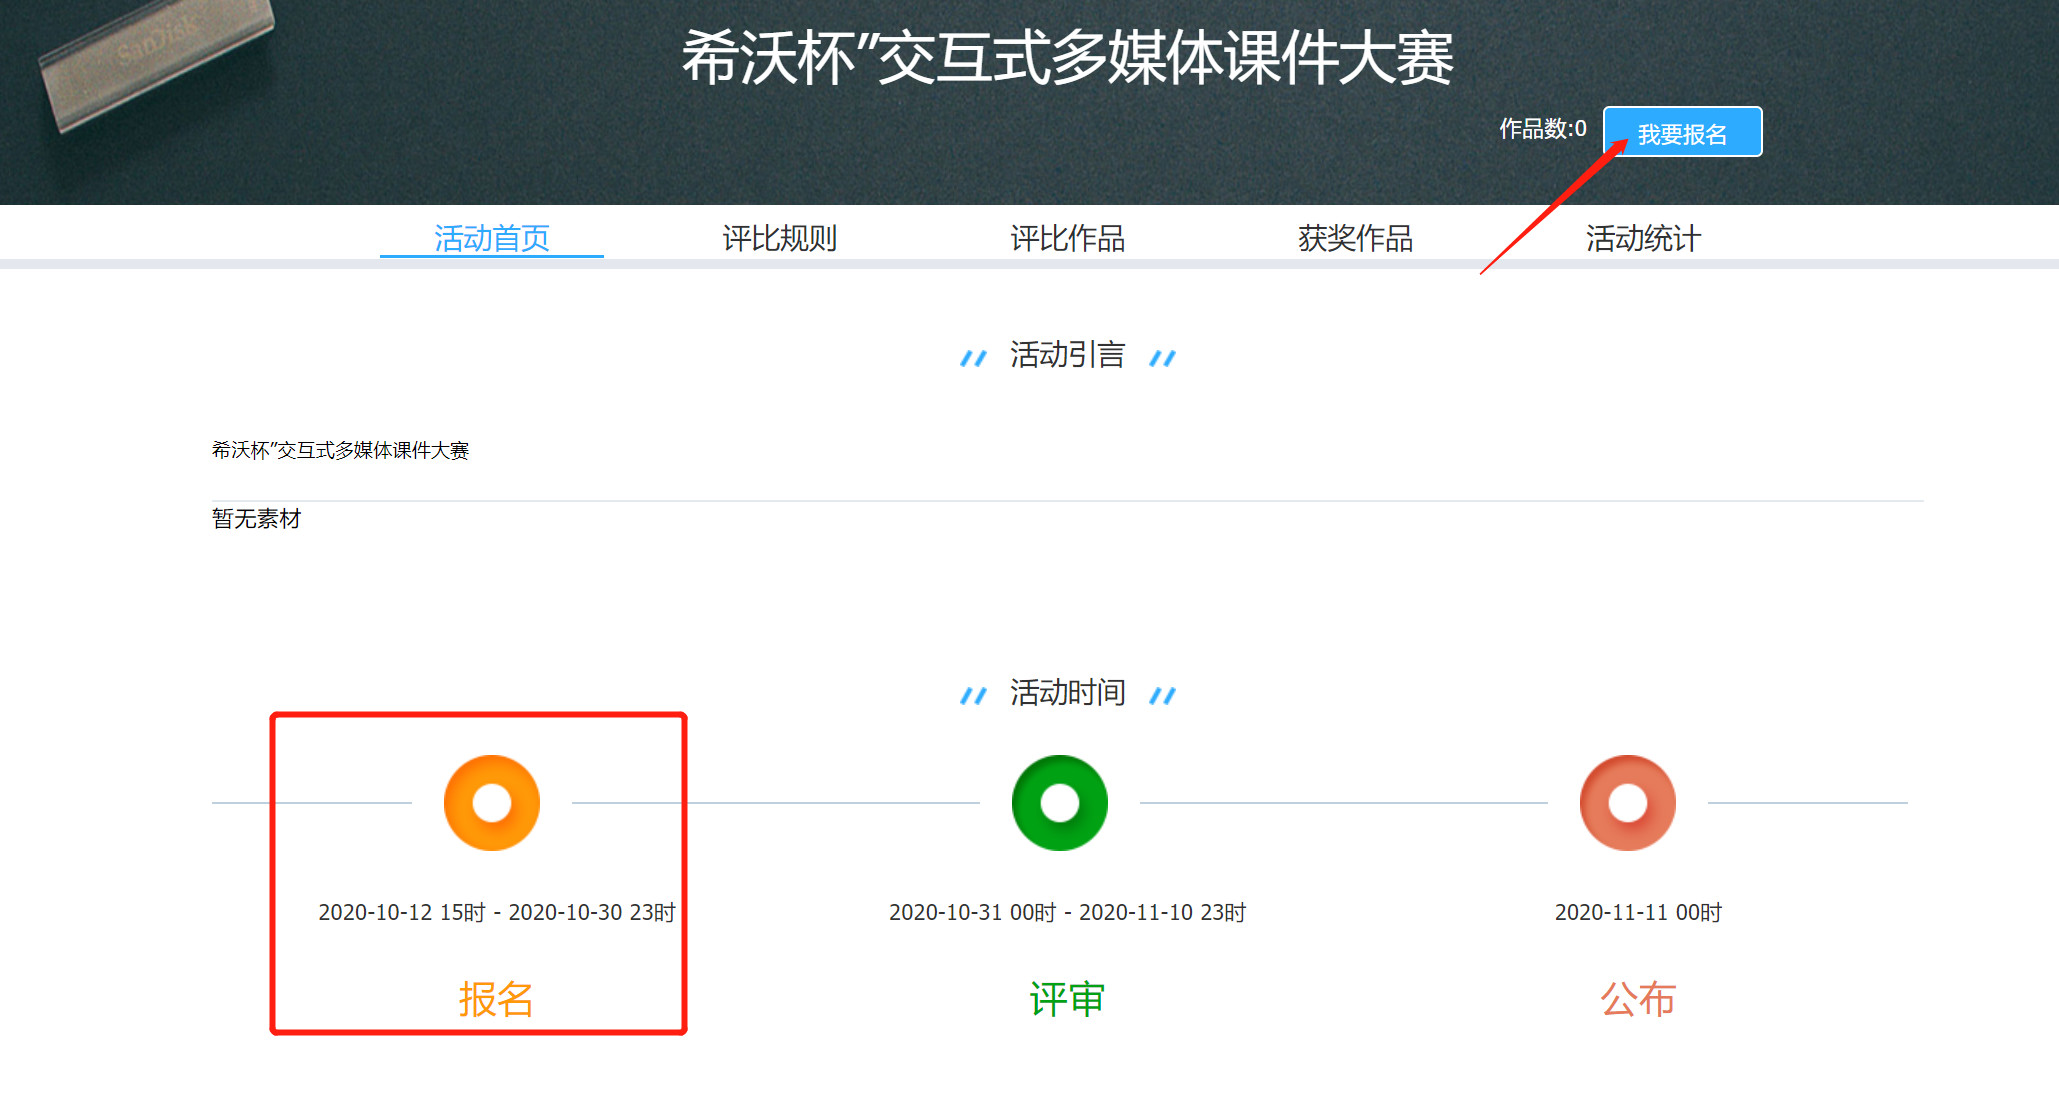 SanDisk
希沃杯”交互式多媒体课件大赛
作品数:0
我要报名
活动首页
评比规则
评比作品
获奖作品
活动统计
活动引言
希沃杯”交互式多媒体课件大赛
暂无素材
活动时间
2020-10-12 15时 - 2020-10-30 23时
2020-10-31 00时 - 2020-11-10 23时
2020-11-11 00时
报名
评审
公布